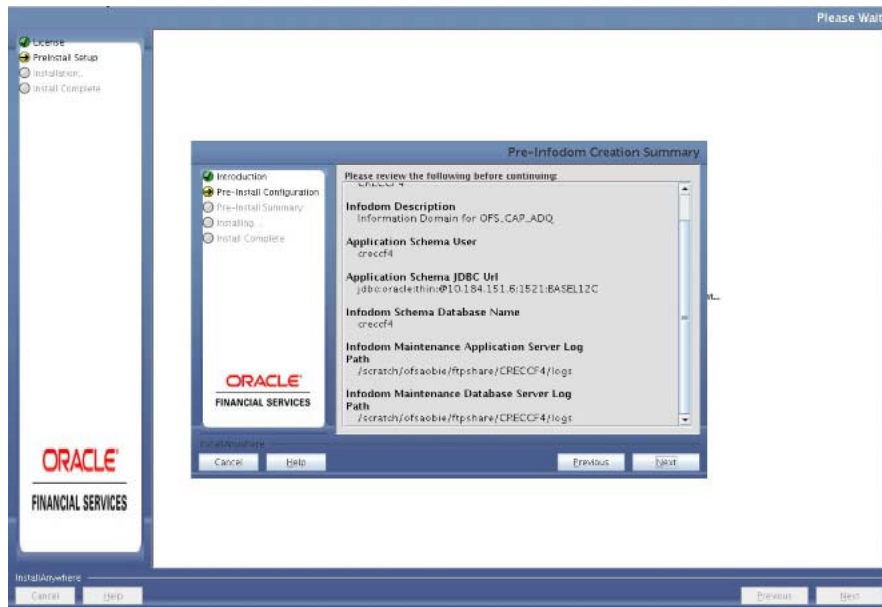 Please Wait
License
PreInstall Setup
Installation...
Install Complete
Pre-Infodom Creation Summary
Introduction
Pre-Install Configuration
Pre-Install Summary
Installing...
Install Complete
Please review the following before continuing:
CRECCF4
Infodom Description
Information Domain for OFS_CAP_ADQ
Application Schema User
creccf4
Application Schema JDBC Url
jdbc:oracle:thin:@10.184.151.6:1521:BASEL12C
Infodom Schema Database Name
creccf4
Infodom Maintenance Application Server Log
Path
/scratch/ofsaobie/ftpshare/CRECCF4/logs
Infodom Maintenance Database Server Log
Path
/scratch/ofsaobie/ftpshare/CRECCF4/logs
ORACLE®
FINANCIAL SERVICES
InstallAnywhere
Cancel
Help
Previous
Next
ORACLE®
FINANCIAL SERVICES
InstallAnywhere
Cancel
Help
Previous
Next